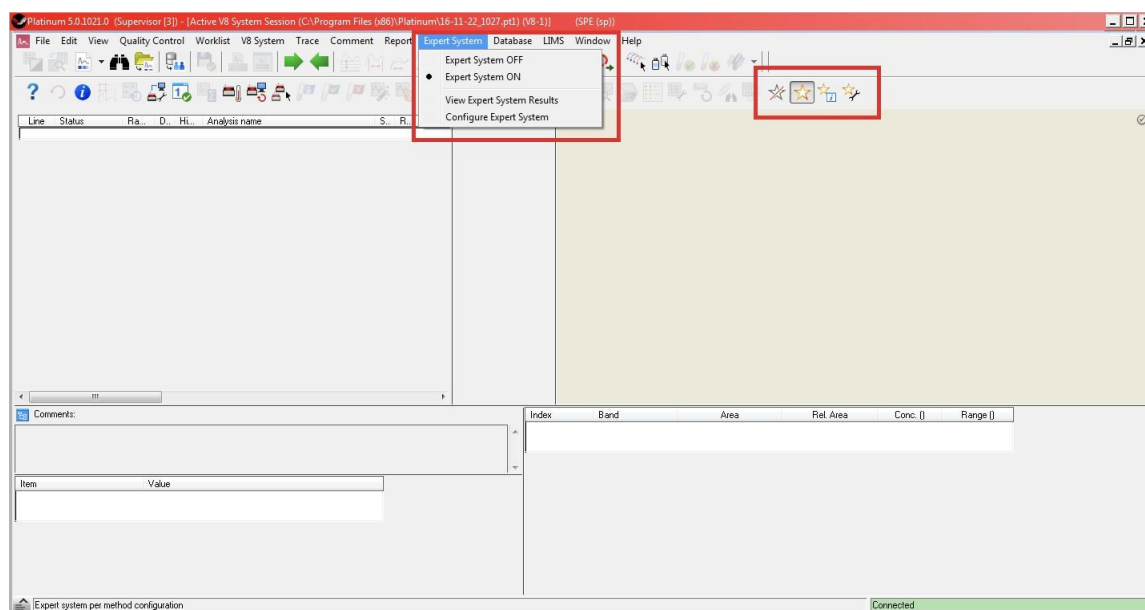 Platinum 5.0.1021.0 (Supervisor [3]) - [Active V8 System Session (C:\Program Files (x86)\Platinum\16-11-22_1027.pt1) (V8-1)] (SPE (sp))
File Edit View Quality Control Worklist V8 System Trace Comment Report Expert System Database LIMS Window Help
Expert System OFF
Expert System ON
View Expert System Results
Configure Expert System
Line Status Ra... D.. Hi... Analysis name S.. R..
Comments:
Index Band Area Rel. Area Conc. () Range ()
Item Value
Expert system per method configuration Connected